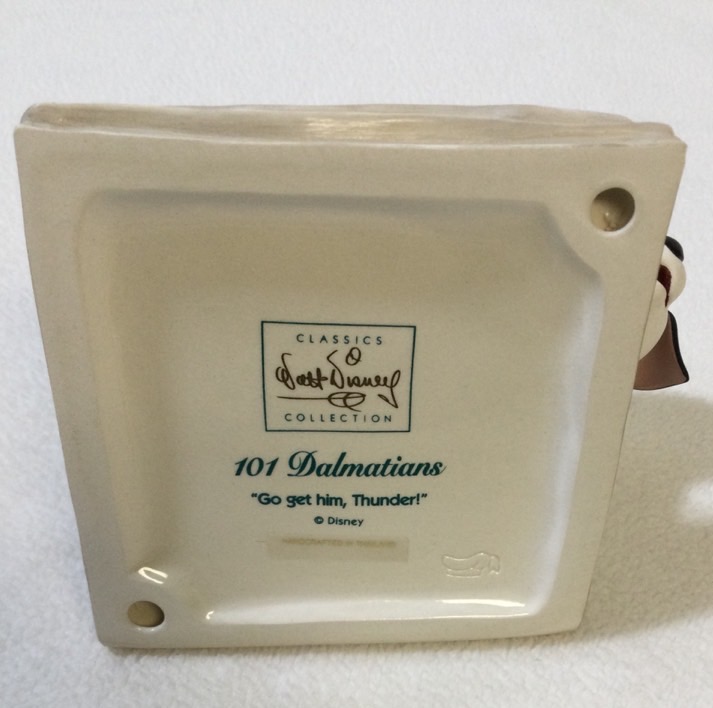 CLASSICS
Walt Disney
COLLECTION
101 Dalmatians
"Go get him, Thunder!"
© Disney